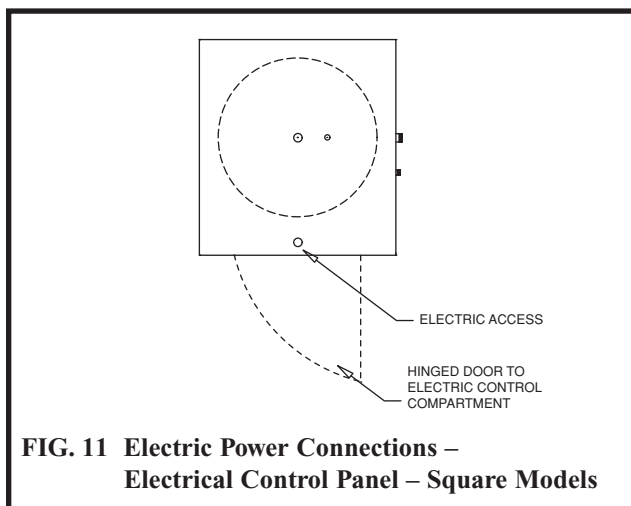 ELECTRIC ACCESS
HINGED DOOR TO
ELECTRIC CONTROL
COMPARTMENT
FIG. 11 Electric Power Connections –
Electrical Control Panel – Square Models